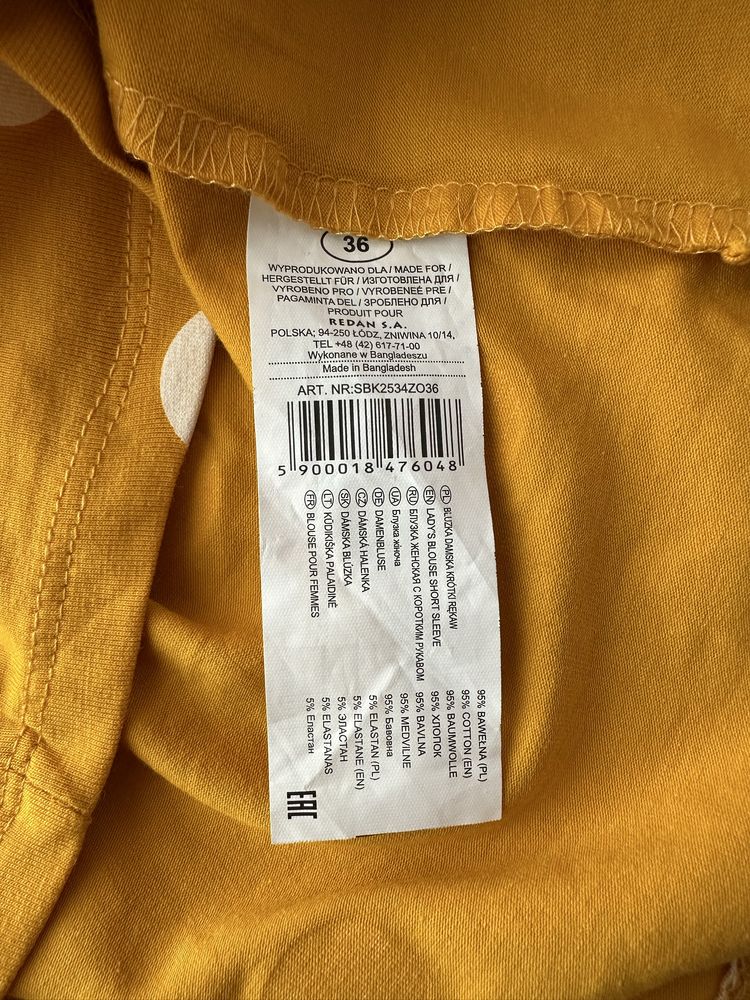 36
WYPRODUKOWANO DLA / MADE FOR /
HERGESTELLT FÜR / ИЗГОТОВЛЕНА ДЛЯ /
VYROBENO PRO / VYROBENEÉ PRE /
PAGAMINTA DEL / ЗРОБЛЕНО ДЛЯ /
PRODUIT POUR
REDAN S.A.
POLSKA; 94-250 ŁÓDZ, ZNIWINA 10/14,
TEL +48 (42) 617-71-00
Wykonane w Bangladeszu
Made in Bangladesh
ART. NR:SBK2534ZO36
5 900018 476048
PL BLUZKA DAMSKA KRÓTKI RĘKAW
EN LADY'S BLOUSE SHORT SLEEVE
RU БЛУЗКА ЖЕНСКАЯ С КОРОТКИМ РУКАВОМ
UA Блузка жіноча
DE DAMENBLUSE
CZ DÁMSKÁ HALENKA
SK DÁMSKA BLÚZKA
LT KŪDIKIŠKA PALAIDINĖ
FR BLOUSE POUR FEMMES
95% BAWEŁNA (PL)
95% COTTON (EN)
95% BAUMWOLLE
95% ХЛОПОК
95% BAVLNA
95% MEDVILNE
95% Бавовна
5% ELASTAN (PL)
5% ELASTANE (EN)
5% ЭЛАСТАН
5% ELASTANAS
5% Еластан
EAC